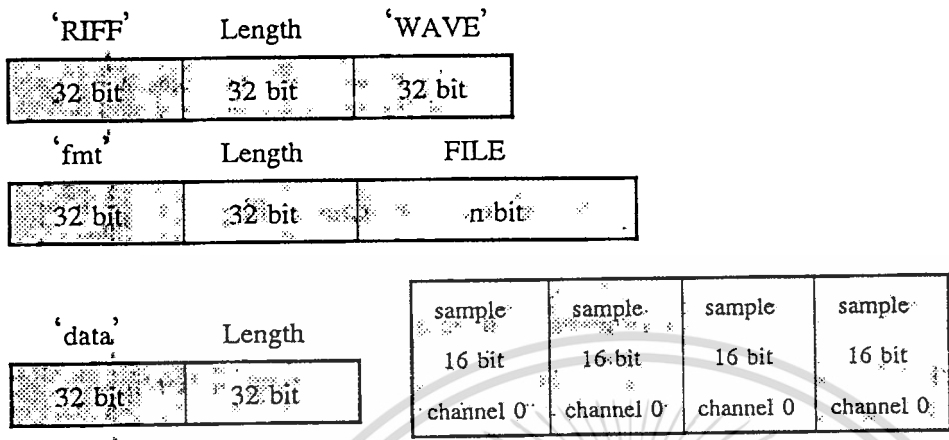 ‘RIFF’ Length ‘WAVE’
32 bit 32 bit 32 bit
‘fmt’ Length FILE
32 bit 32 bit n bit
‘data’ Length
32 bit 32 bit
sample sample sample sample
16 bit 16 bit 16 bit 16 bit
channel 0 channel 0 channel 0 channel 0